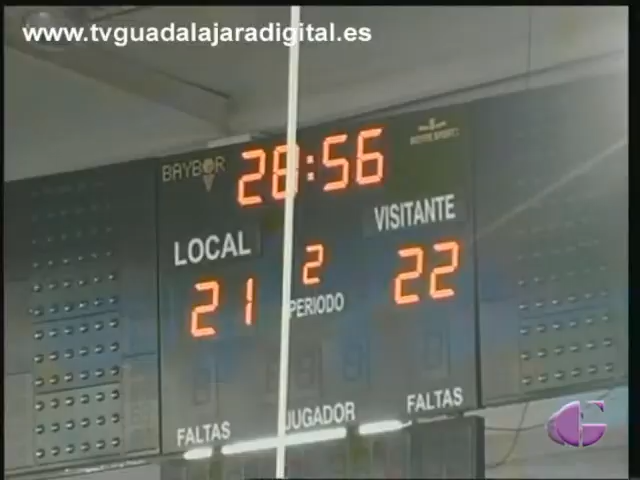 www.tvguadalajaradigital.es
BAYBOR
28:56
LOCAL
VISITANTE
21
2
22
PERIODO
FALTAS
JUGADOR
FALTAS